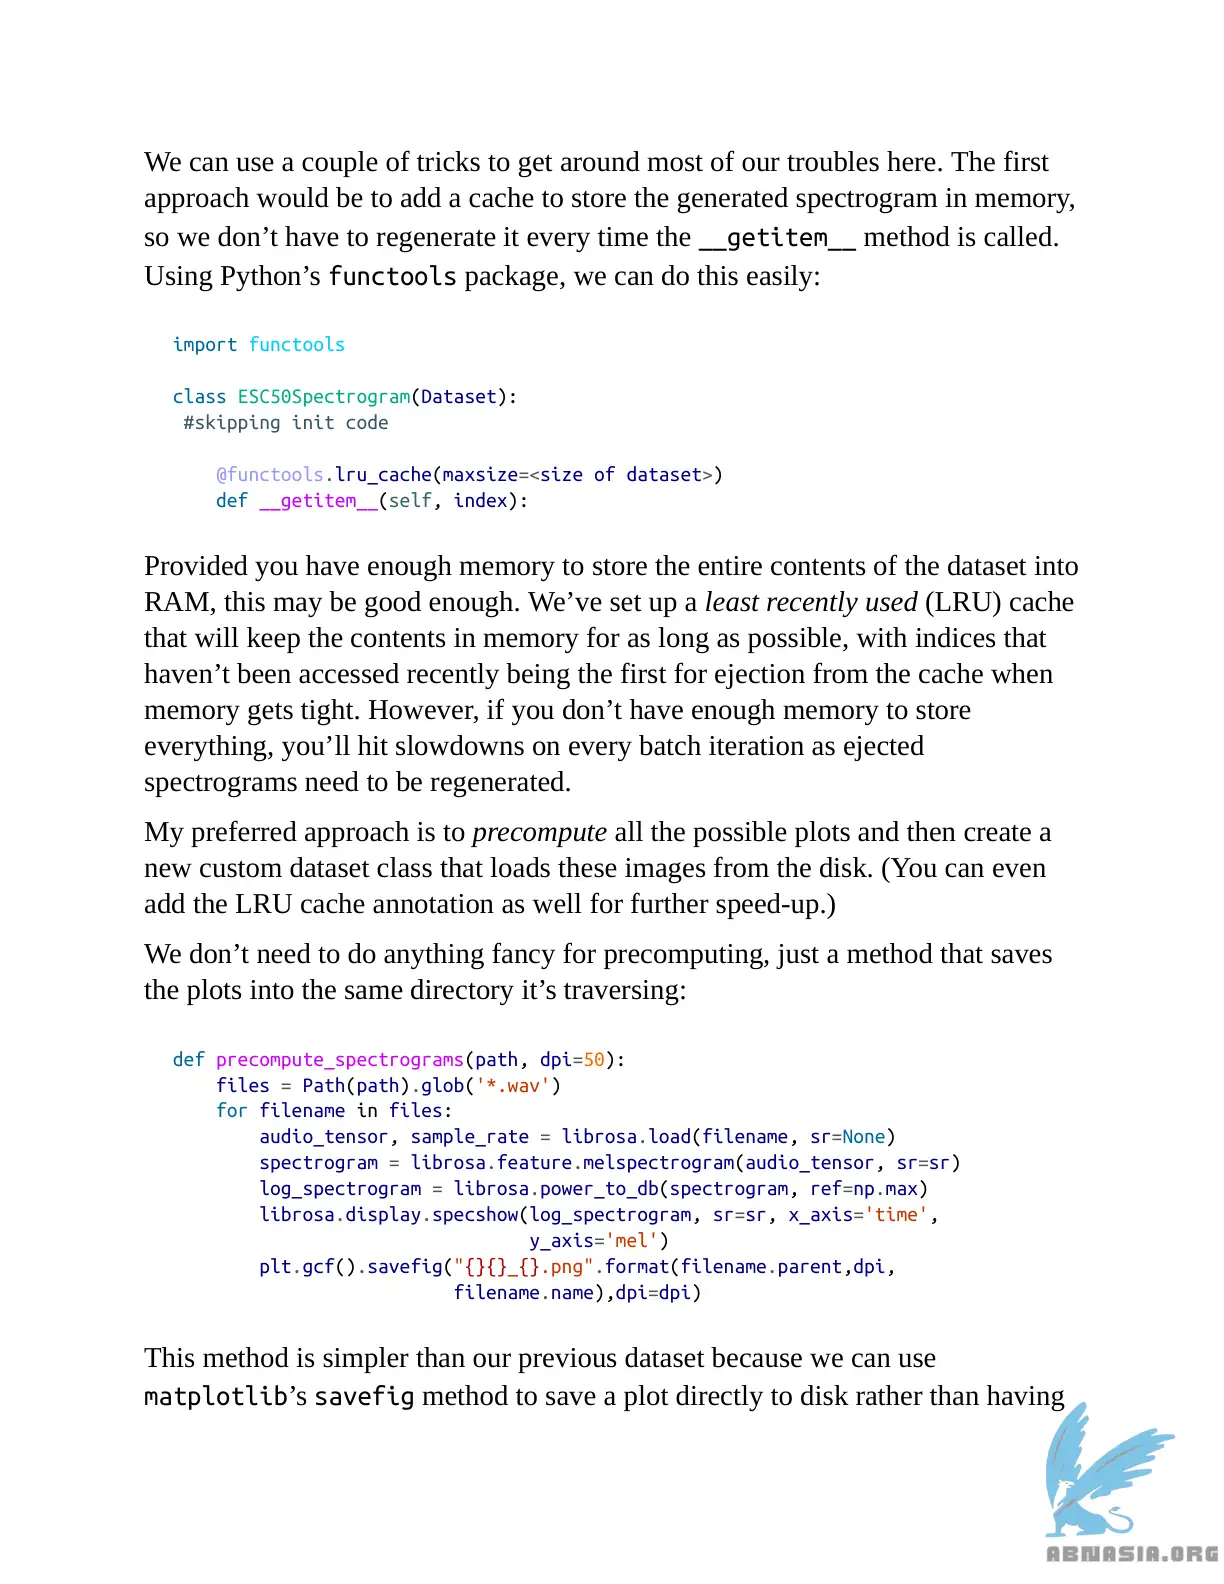 We can use a couple of tricks to get around most of our troubles here. The first
approach would be to add a cache to store the generated spectrogram in memory,
so we don’t have to regenerate it every time the __getitem__ method is called.
Using Python’s functools package, we can do this easily:
import functools
class ESC50Spectrogram(Dataset):
#skipping init code
@functools.lru_cache(maxsize=<size of dataset>)
def __getitem__(self, index):
Provided you have enough memory to store the entire contents of the dataset into
RAM, this may be good enough. We’ve set up a least recently used (LRU) cache
that will keep the contents in memory for as long as possible, with indices that
haven’t been accessed recently being the first for ejection from the cache when
memory gets tight. However, if you don’t have enough memory to store
everything, you’ll hit slowdowns on every batch iteration as ejected
spectrograms need to be regenerated.
My preferred approach is to precompute all the possible plots and then create a
new custom dataset class that loads these images from the disk. (You can even
add the LRU cache annotation as well for further speed-up.)
We don’t need to do anything fancy for precomputing, just a method that saves
the plots into the same directory it’s traversing:
def precompute_spectrograms(path, dpi=50):
files = Path(path).glob('*.wav')
for filename in files:
audio_tensor, sample_rate = librosa.load(filename, sr=None)
spectrogram = librosa.feature.melspectrogram(audio_tensor, sr=sr)
log_spectrogram = librosa.power_to_db(spectrogram, ref=np.max)
librosa.display.specshow(log_spectrogram, sr=sr, x_axis='time',
y_axis='mel')
plt.gcf().savefig("{}{}_{}.png".format(filename.parent,dpi,
filename.name),dpi=dpi)
This method is simpler than our previous dataset because we can use
matplotlib’s savefig method to save a plot directly to disk rather than having
ABNASIA.ORG